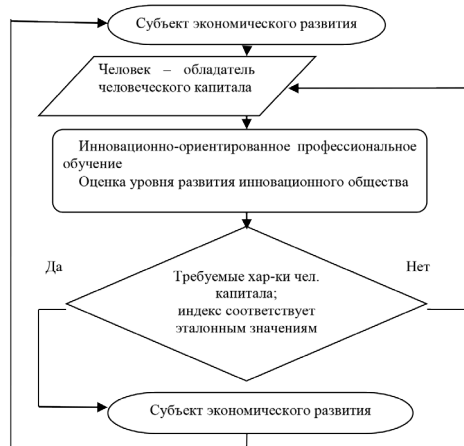 Субъект экономического развития
Человек – обладатель
человеческого капитала
Инновационно-ориентированное профессиональное
обучение
Оценка уровня развития инновационного общества
Да
Нет
Требуемые хар-ки чел.
капитала;
индекс соответствует
эталонным значениям
Субъект экономического развития